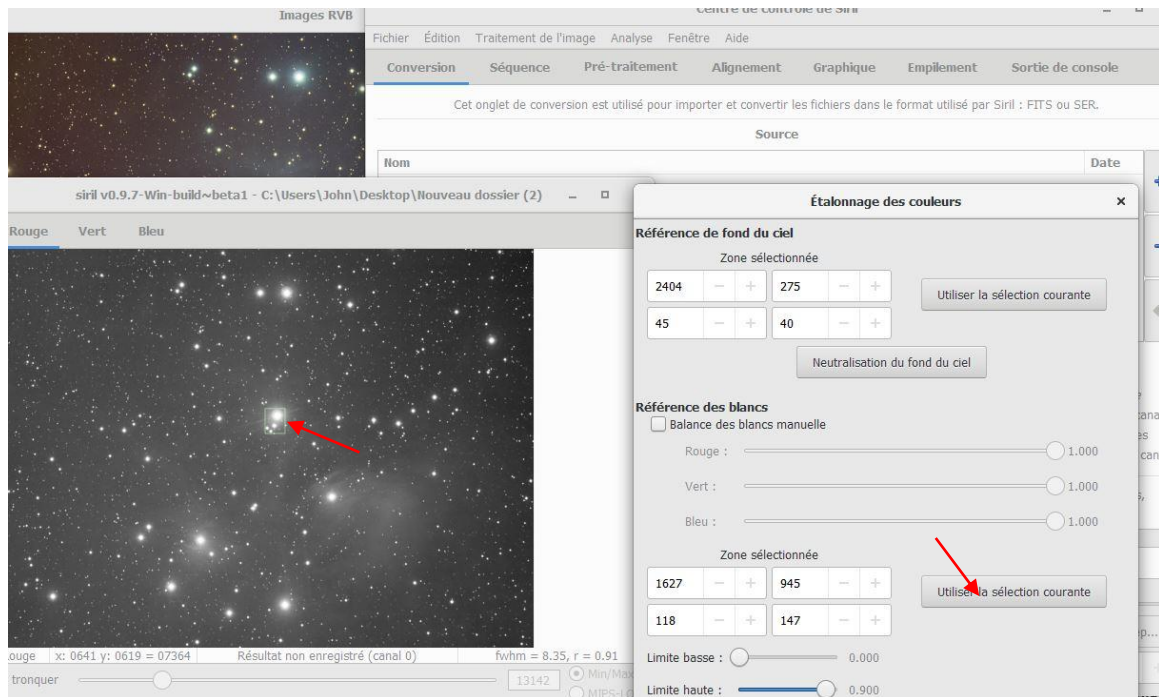 Images RVB
Centre de contrôle de Siril
Fichier Édition Traitement de l'image Analyse Fenêtre Aide
Conversion Séquence Pré-traitement Alignement Graphique Empilement Sortie de console
Cet onglet de conversion est utilisé pour importer et convertir les fichiers dans le format utilisé par Siril : FITS ou SER.
Source
Nom Date
siril v0.9.7-Win-build~beta1 - C:\Users\John\Desktop\Nouveau dossier (2)
Rouge Vert Bleu
Étalonnage des couleurs
Référence de fond du ciel
Zone sélectionnée
2404 − + 275 − +
Utiliser la sélection courante
45 − + 40 − +
Neutralisation du fond du ciel
Référence des blancs
Balance des blancs manuelle
Rouge : 1.000
Vert : 1.000
Bleu : 1.000
Zone sélectionnée
1627 − + 945 − +
Utiliser la sélection courante
118 − + 147 − +
Limite basse : 0.000
Limite haute : 0.900
x: 0641 y: 0619 = 07364 Résultat non enregistré (canal 0) fwhm = 8.35, r = 0.91
tronquer 13142 Min/Max